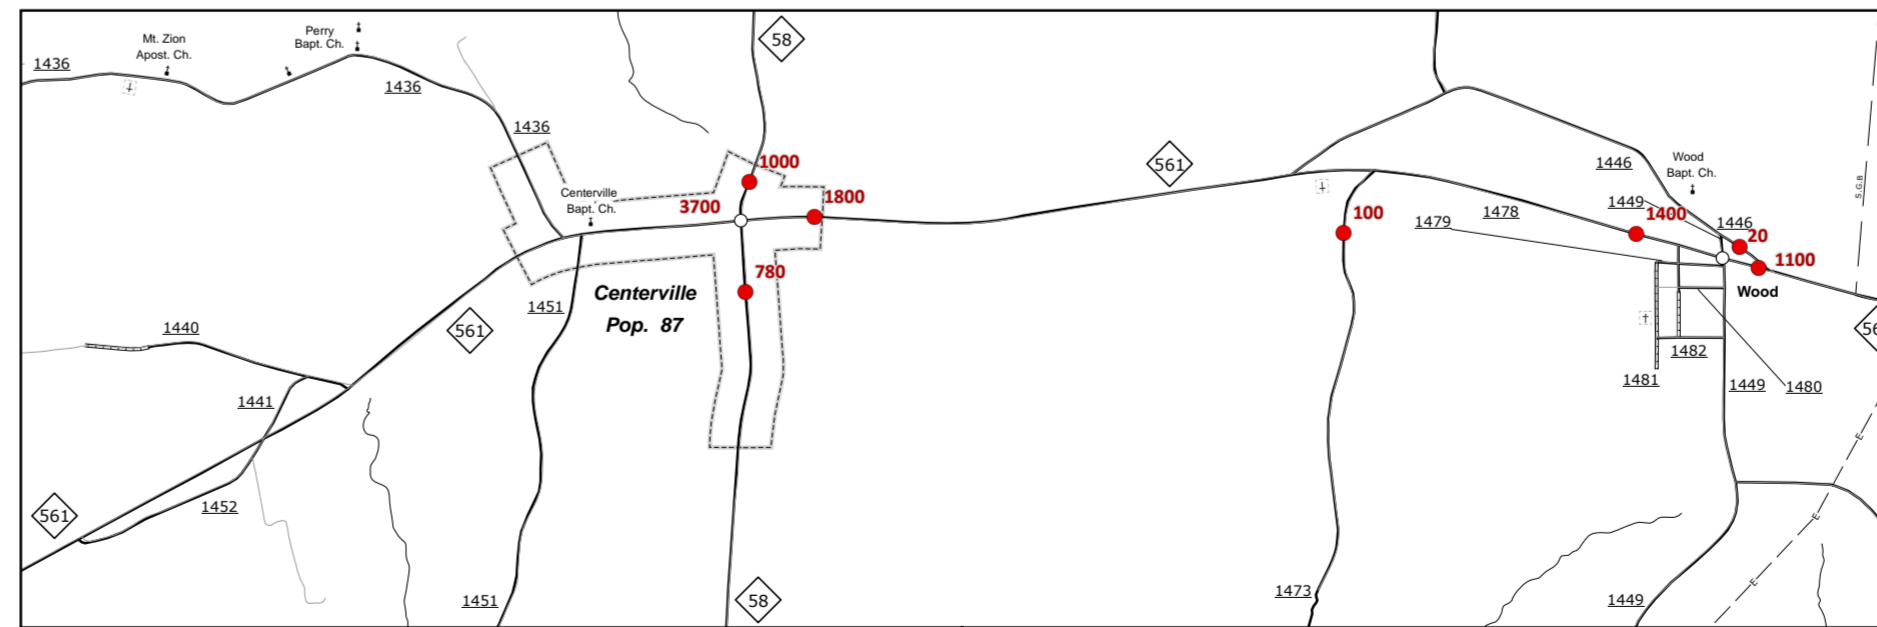 Mt. Zion
Apost. Ch.
Perry
Bapt. Ch.
58
1436
1436
1436
1000
561
1446
Wood
Bapt. Ch.
S.G.B
Centerville
Bapt. Ch.
3700
1800
100
1479
1478
1449
1400
1446
20
1100
780
Centerville
Pop. 87
1451
561
1440
Wood
1441
1482
1481
1449
1480
561
1452
E
E
E
1451
58
1473
1449